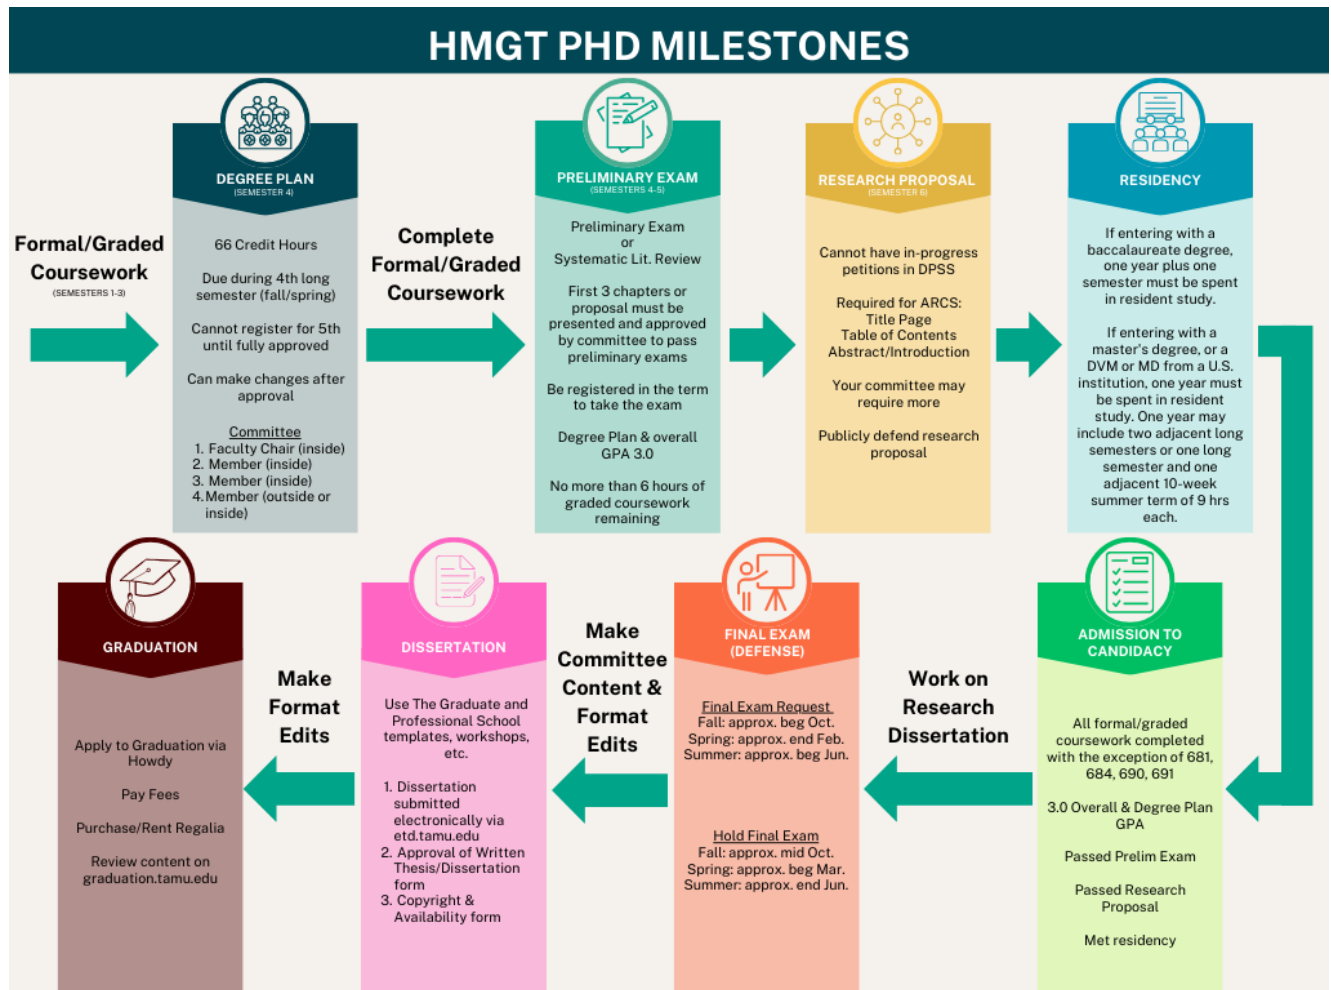 HMGT PHD MILESTONES
Formal/Graded
Coursework
(SEMESTERS 1-3)
DEGREE PLAN
(SEMESTER 4)
66 Credit Hours
Due during 4th long
semester (fall/spring)
Cannot register for 5th
until fully approved
Can make changes after
approval
Committee
1. Faculty Chair (inside)
2. Member (inside)
3. Member (inside)
4. Member (outside or
inside)
Complete
Formal/Graded
Coursework
PRELIMINARY EXAM
(SEMESTERS 4-5)
Preliminary Exam
or
Systematic Lit. Review
First 3 chapters or
proposal must be
presented and approved
by committee to pass
preliminary exams
Be registered in the term
to take the exam
Degree Plan & overall
GPA 3.0
No more than 6 hours of
graded coursework
remaining
RESEARCH PROPOSAL
(SEMESTER 6)
Cannot have in-progress
petitions in DPSS
Required for ARCS:
Title Page
Table of Contents
Abstract/Introduction
Your committee may
require more
Publicly defend research
proposal
RESIDENCY
If entering with a
baccalaureate degree,
one year plus one
semester must be spent
in resident study.
If entering with a
master's degree, or a
DVM or MD from a U.S.
institution, one year must
be spent in resident
study. One year may
include two adjacent long
semesters or one long
semester and one
adjacent 10-week
summer term of 9 hrs
each.
ADMISSION TO
CANDIDACY
All formal/graded
coursework completed
with the exception of 681,
684, 690, 691
3.0 Overall & Degree Plan
GPA
Passed Prelim Exam
Passed Research
Proposal
Met residency
Work on
Research
Dissertation
FINAL EXAM
(DEFENSE)
Final Exam Request
Fall: approx. beg Oct.
Spring: approx. end Feb.
Summer: approx. beg Jun.
Hold Final Exam
Fall: approx. mid Oct.
Spring: approx. beg Mar.
Summer: approx. end Jun.
Make
Committee
Content &
Format
Edits
DISSERTATION
Use The Graduate and
Professional School
templates, workshops,
etc.
1. Dissertation
submitted
electronically via
etd.tamu.edu
2. Approval of Written
Thesis/Dissertation
form
3. Copyright &
Availability form
Make
Format
Edits
GRADUATION
Apply to Graduation via
Howdy
Pay Fees
Purchase/Rent Regalia
Review content on
graduation.tamu.edu